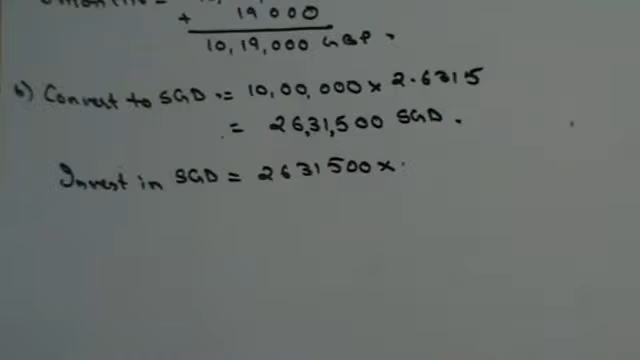 + 19000
10,19,000 GBP.
b) Convert to SGD = 10,00,000 × 2.6315
= 26,31,500 SGD.
Invest in SGD = 2631500 ×